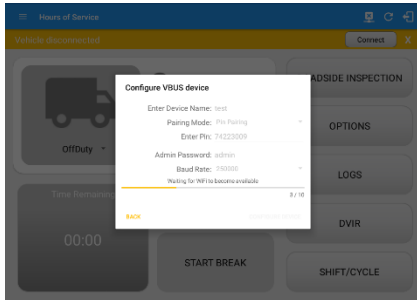 Hours of Service
Vehicle disconnected
Connect
X
Configure VBUS device
Enter Device Name: test
Pairing Mode: Pin Pairing
Enter Pin: 74223009
Admin Password: admin
Baud Rate: 250000
Waiting for WiFi to become available
3 / 10
BACK
OffDuty
Time Remaining
00:00
START BREAK
ADSIDE INSPECTION
OPTIONS
LOGS
DVIR
SHIFT/CYCLE